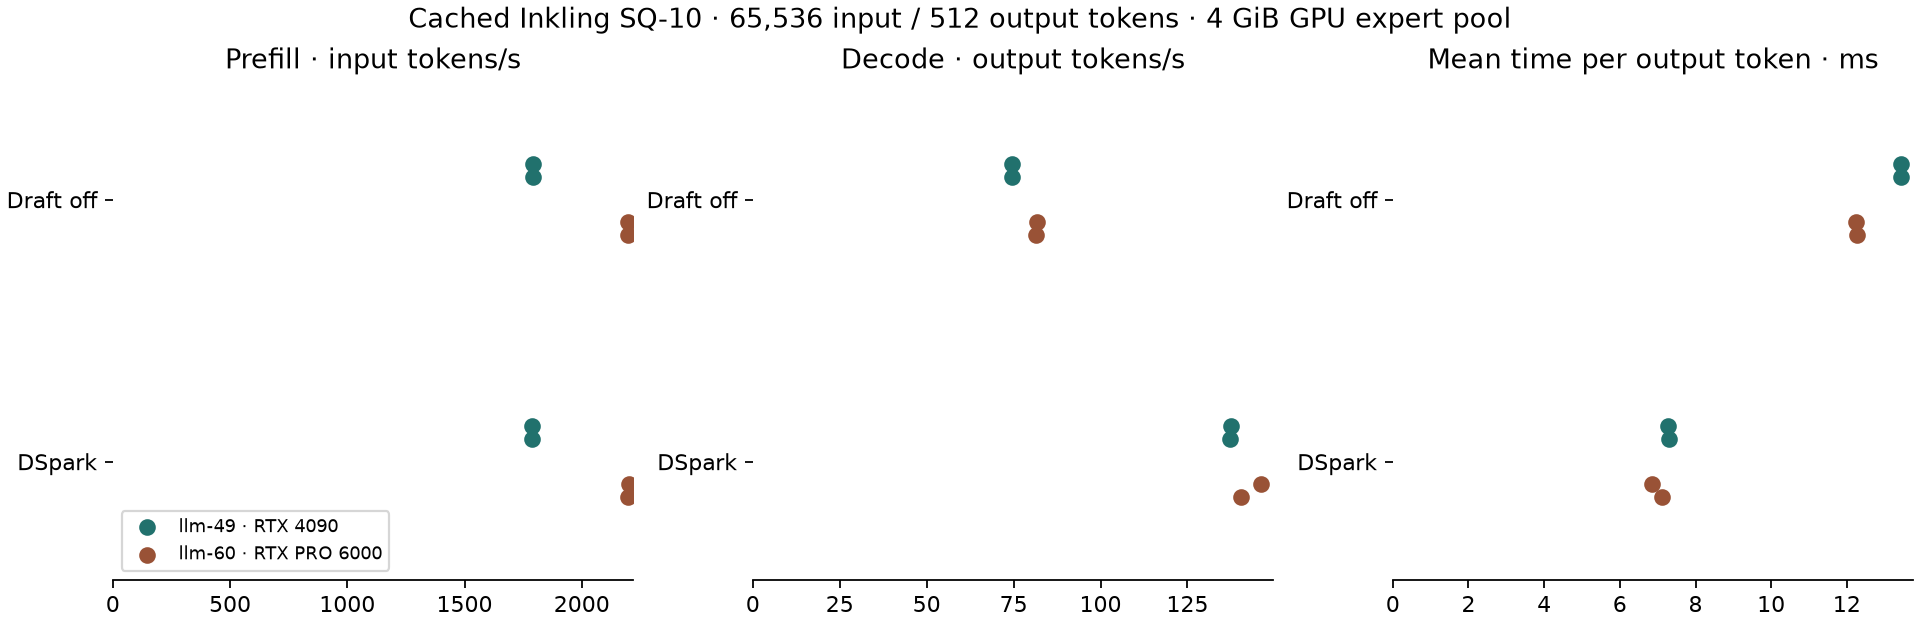 Cached Inkling SQ-10 · 65,536 input / 512 output tokens · 4 GiB GPU expert pool
Prefill · input tokens/s
Draft off
DSpark
llm-49 · RTX 4090
llm-60 · RTX PRO 6000
0 500 1000 1500 2000
Decode · output tokens/s
Draft off
DSpark
0 25 50 75 100 125
Mean time per output token · ms
Draft off
DSpark
0 2 4 6 8 10 12